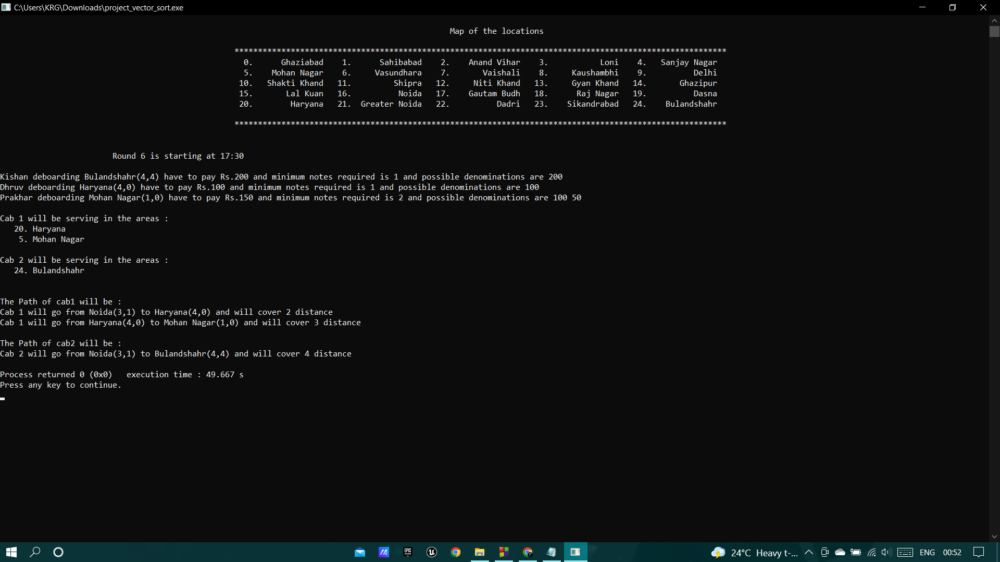 C:\Users\KRG\Downloads\project_vector_sort.exe
Map of the locations
*********************************************************************************************************
0. Ghaziabad 1. Sahibabad 2. Anand Vihar 3. Loni 4. Sanjay Nagar
5. Mohan Nagar 6. Vasundhara 7. Vaishali 8. Kaushambhi 9. Delhi
10. Shakti Khand 11. Shipra 12. Niti Khand 13. Gyan Khand 14. Ghazipur
15. Lal Kuan 16. Noida 17. Gautam Budh 18. Raj Nagar 19. Dasna
20. Haryana 21. Greater Noida 22. Dadri 23. Sikandrabad 24. Bulandshahr
*********************************************************************************************************
Round 6 is starting at 17:30
Kishan deboarding Bulandshahr(4,4) have to pay Rs.200 and minimum notes required is 1 and possible denominations are 200
Dhruv deboarding Haryana(4,0) have to pay Rs.100 and minimum notes required is 1 and possible denominations are 100
Prakhar deboarding Mohan Nagar(1,0) have to pay Rs.150 and minimum notes required is 2 and possible denominations are 100 50
Cab 1 will be serving in the areas :
20. Haryana
5. Mohan Nagar
Cab 2 will be serving in the areas :
24. Bulandshahr
The Path of cab1 will be :
Cab 1 will go from Noida(3,1) to Haryana(4,0) and will cover 2 distance
Cab 1 will go from Haryana(4,0) to Mohan Nagar(1,0) and will cover 3 distance
The Path of cab2 will be :
Cab 2 will go from Noida(3,1) to Bulandshahr(4,4) and will cover 4 distance
Process returned 0 (0x0) execution time : 49.667 s
Press any key to continue.
EPIC GAMES
24°C Heavy t-... ENG 00:52